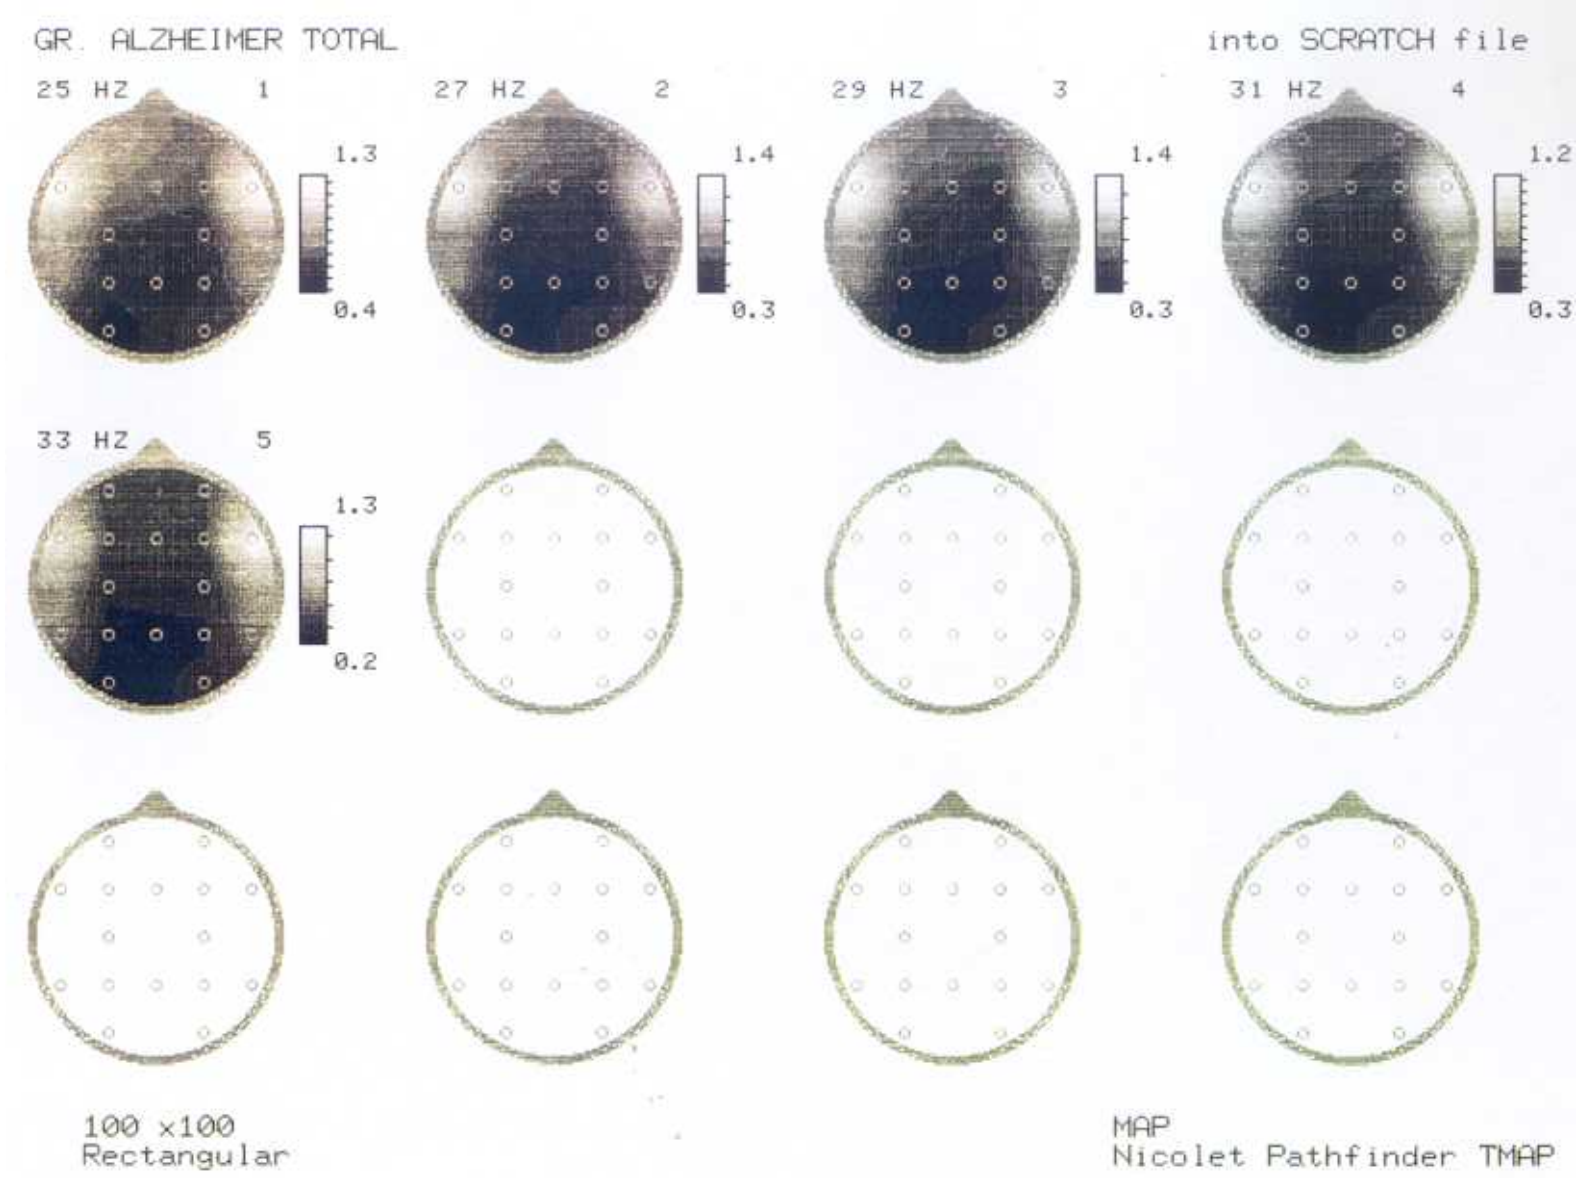 GR. ALZHEIMER TOTAL
into SCRATCH file
25 HZ 1
27 HZ 2
29 HZ 3
31 HZ 4
1.3
1.4
1.4
1.2
0.4
0.3
0.3
0.3
33 HZ 5
1.3
0.2
100 x100
Rectangular
MAP
Nicolet Pathfinder TMAP